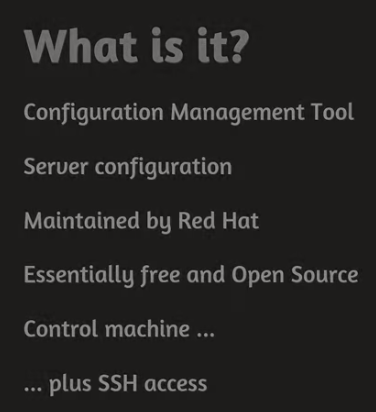 What is it?
Configuration Management Tool
Server configuration
Maintained by Red Hat
Essentially free and Open Source
Control machine ...
... plus SSH access